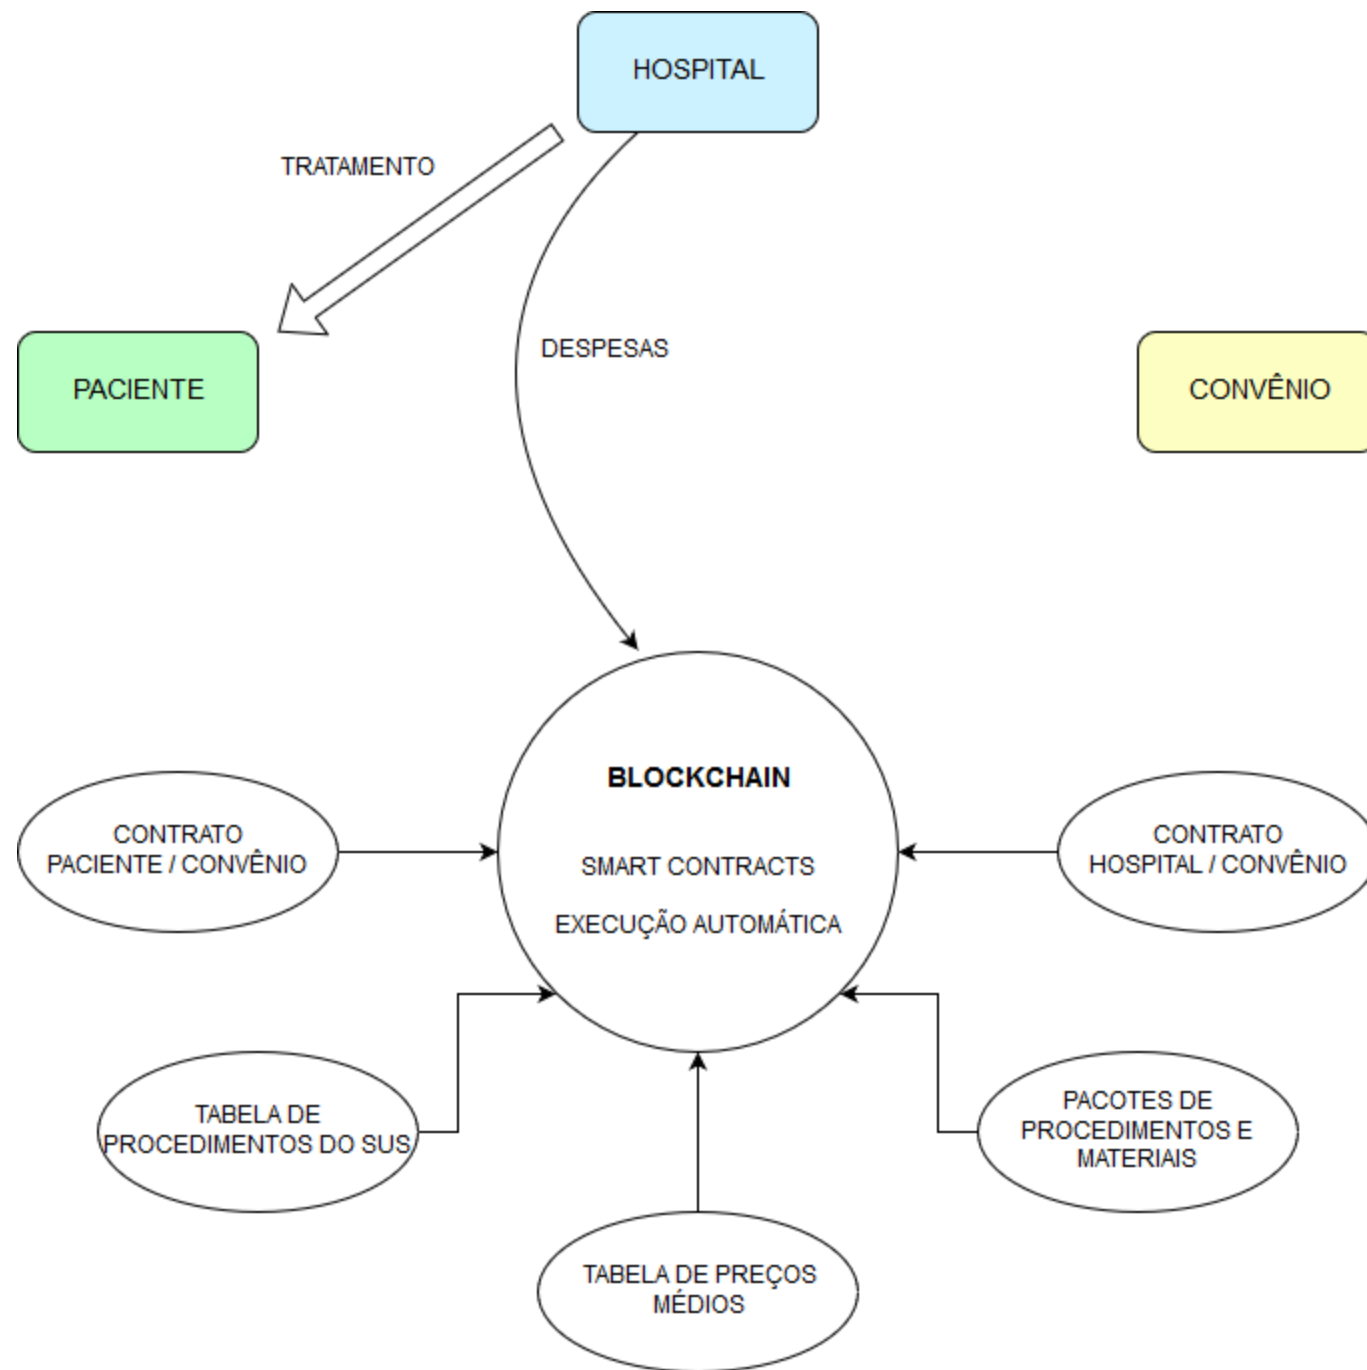 HOSPITAL
TRATAMENTO
DESPESAS
PACIENTE
CONVÊNIO
BLOCKCHAIN
SMART CONTRACTS
EXECUÇÃO AUTOMÁTICA
CONTRATO
PACIENTE / CONVÊNIO
CONTRATO
HOSPITAL / CONVÊNIO
TABELA DE
PROCEDIMENTOS DO SUS
PACOTES DE
PROCEDIMENTOS E
MATERIAIS
TABELA DE PREÇOS
MÉDIOS